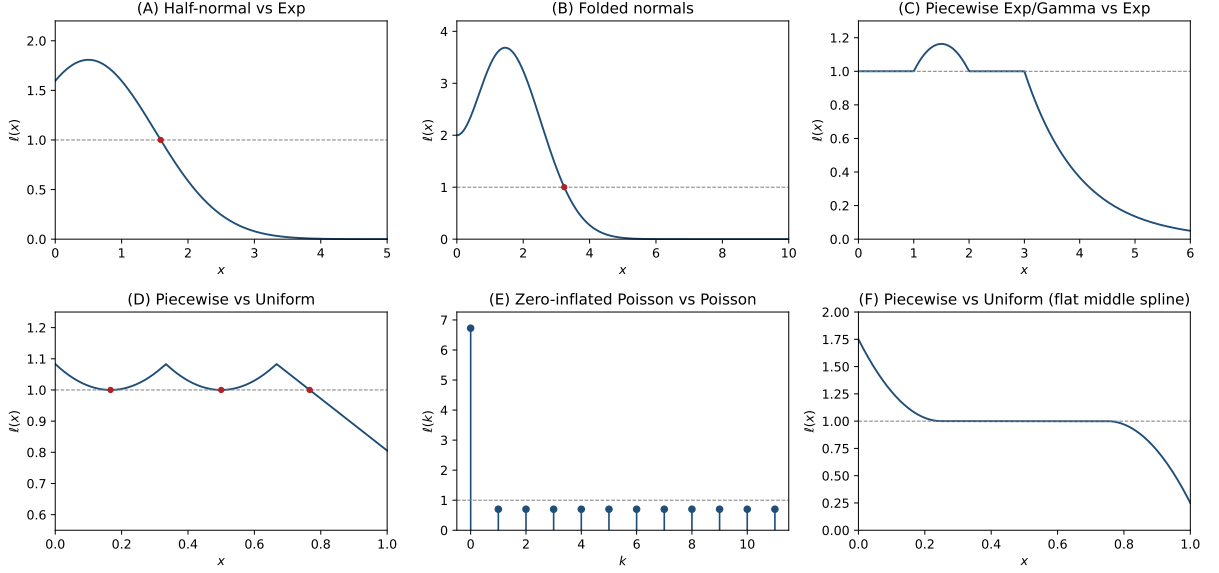 (A) Half-normal vs Exp
ℓ(x)
2.0
1.5
1.0
0.5
0.0
0 1 2 3 4 5
x
(B) Folded normals
ℓ(x)
4
3
2
1
0
0 2 4 6 8 10
x
(C) Piecewise Exp/Gamma vs Exp
ℓ(x)
1.2
1.0
0.8
0.6
0.4
0.2
0.0
0 1 2 3 4 5 6
x
(D) Piecewise vs Uniform
ℓ(x)
1.2
1.1
1.0
0.9
0.8
0.7
0.6
0.0 0.2 0.4 0.6 0.8 1.0
x
(E) Zero-inflated Poisson vs Poisson
ℓ(k)
7
6
5
4
3
2
1
0
0 2 4 6 8 10
k
(F) Piecewise vs Uniform (flat middle spline)
ℓ(x)
2.00
1.75
1.50
1.25
1.00
0.75
0.50
0.25
0.00
0.0 0.2 0.4 0.6 0.8 1.0
x